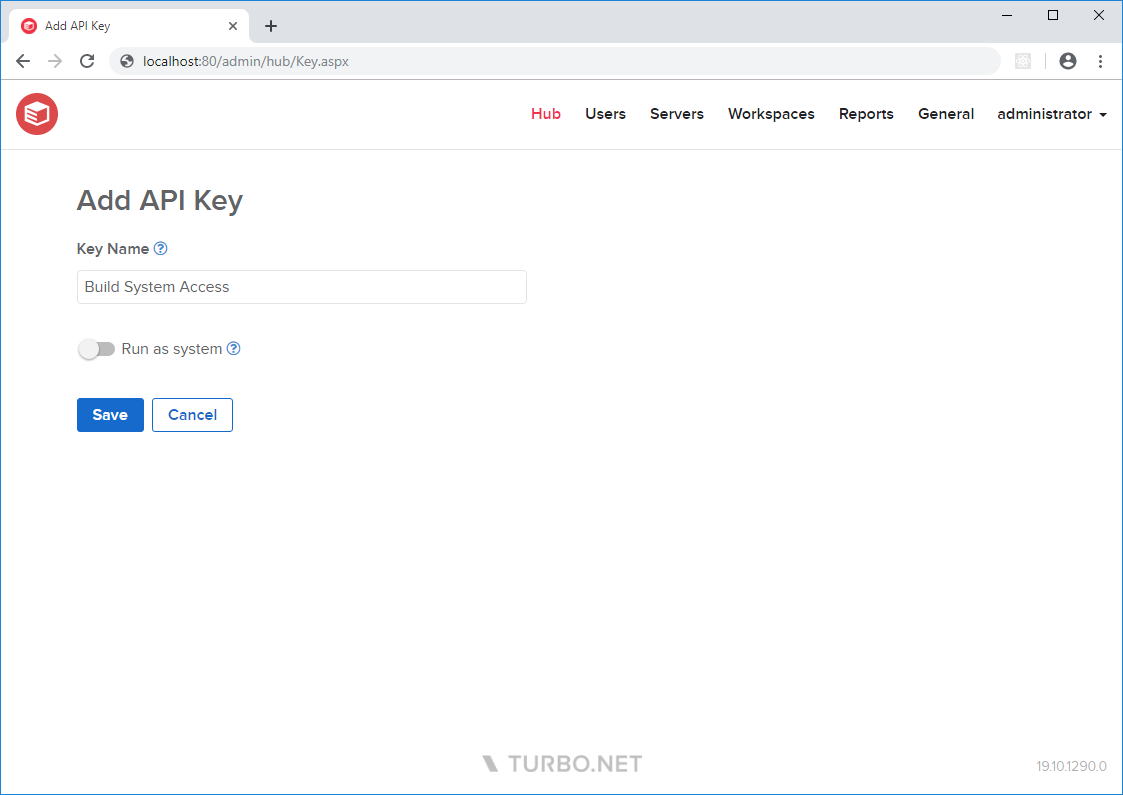 Add API Key
localhost:80/admin/hub/Key.aspx
Hub Users Servers Workspaces Reports General administrator
Add API Key
Key Name ?
Build System Access
Run as system ?
Save Cancel
TURBO.NET
19.10.1290.0